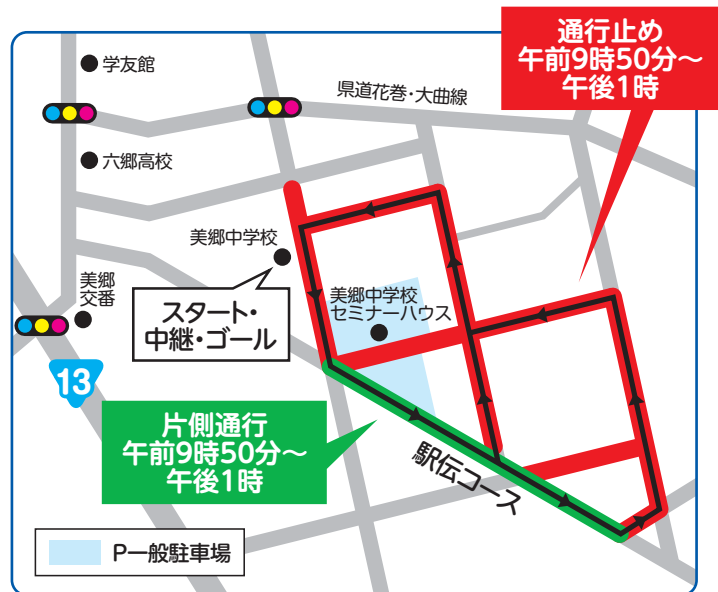 通行止め
午前9時50分～
午後1時
学友館
県道花巻・大曲線
六郷高校
美郷中学校
美郷
交番
スタート・
中継・ゴール
美郷中学校
セミナーハウス
13
片側通行
午前9時50分～
午後1時
駅伝コース
P一般駐車場